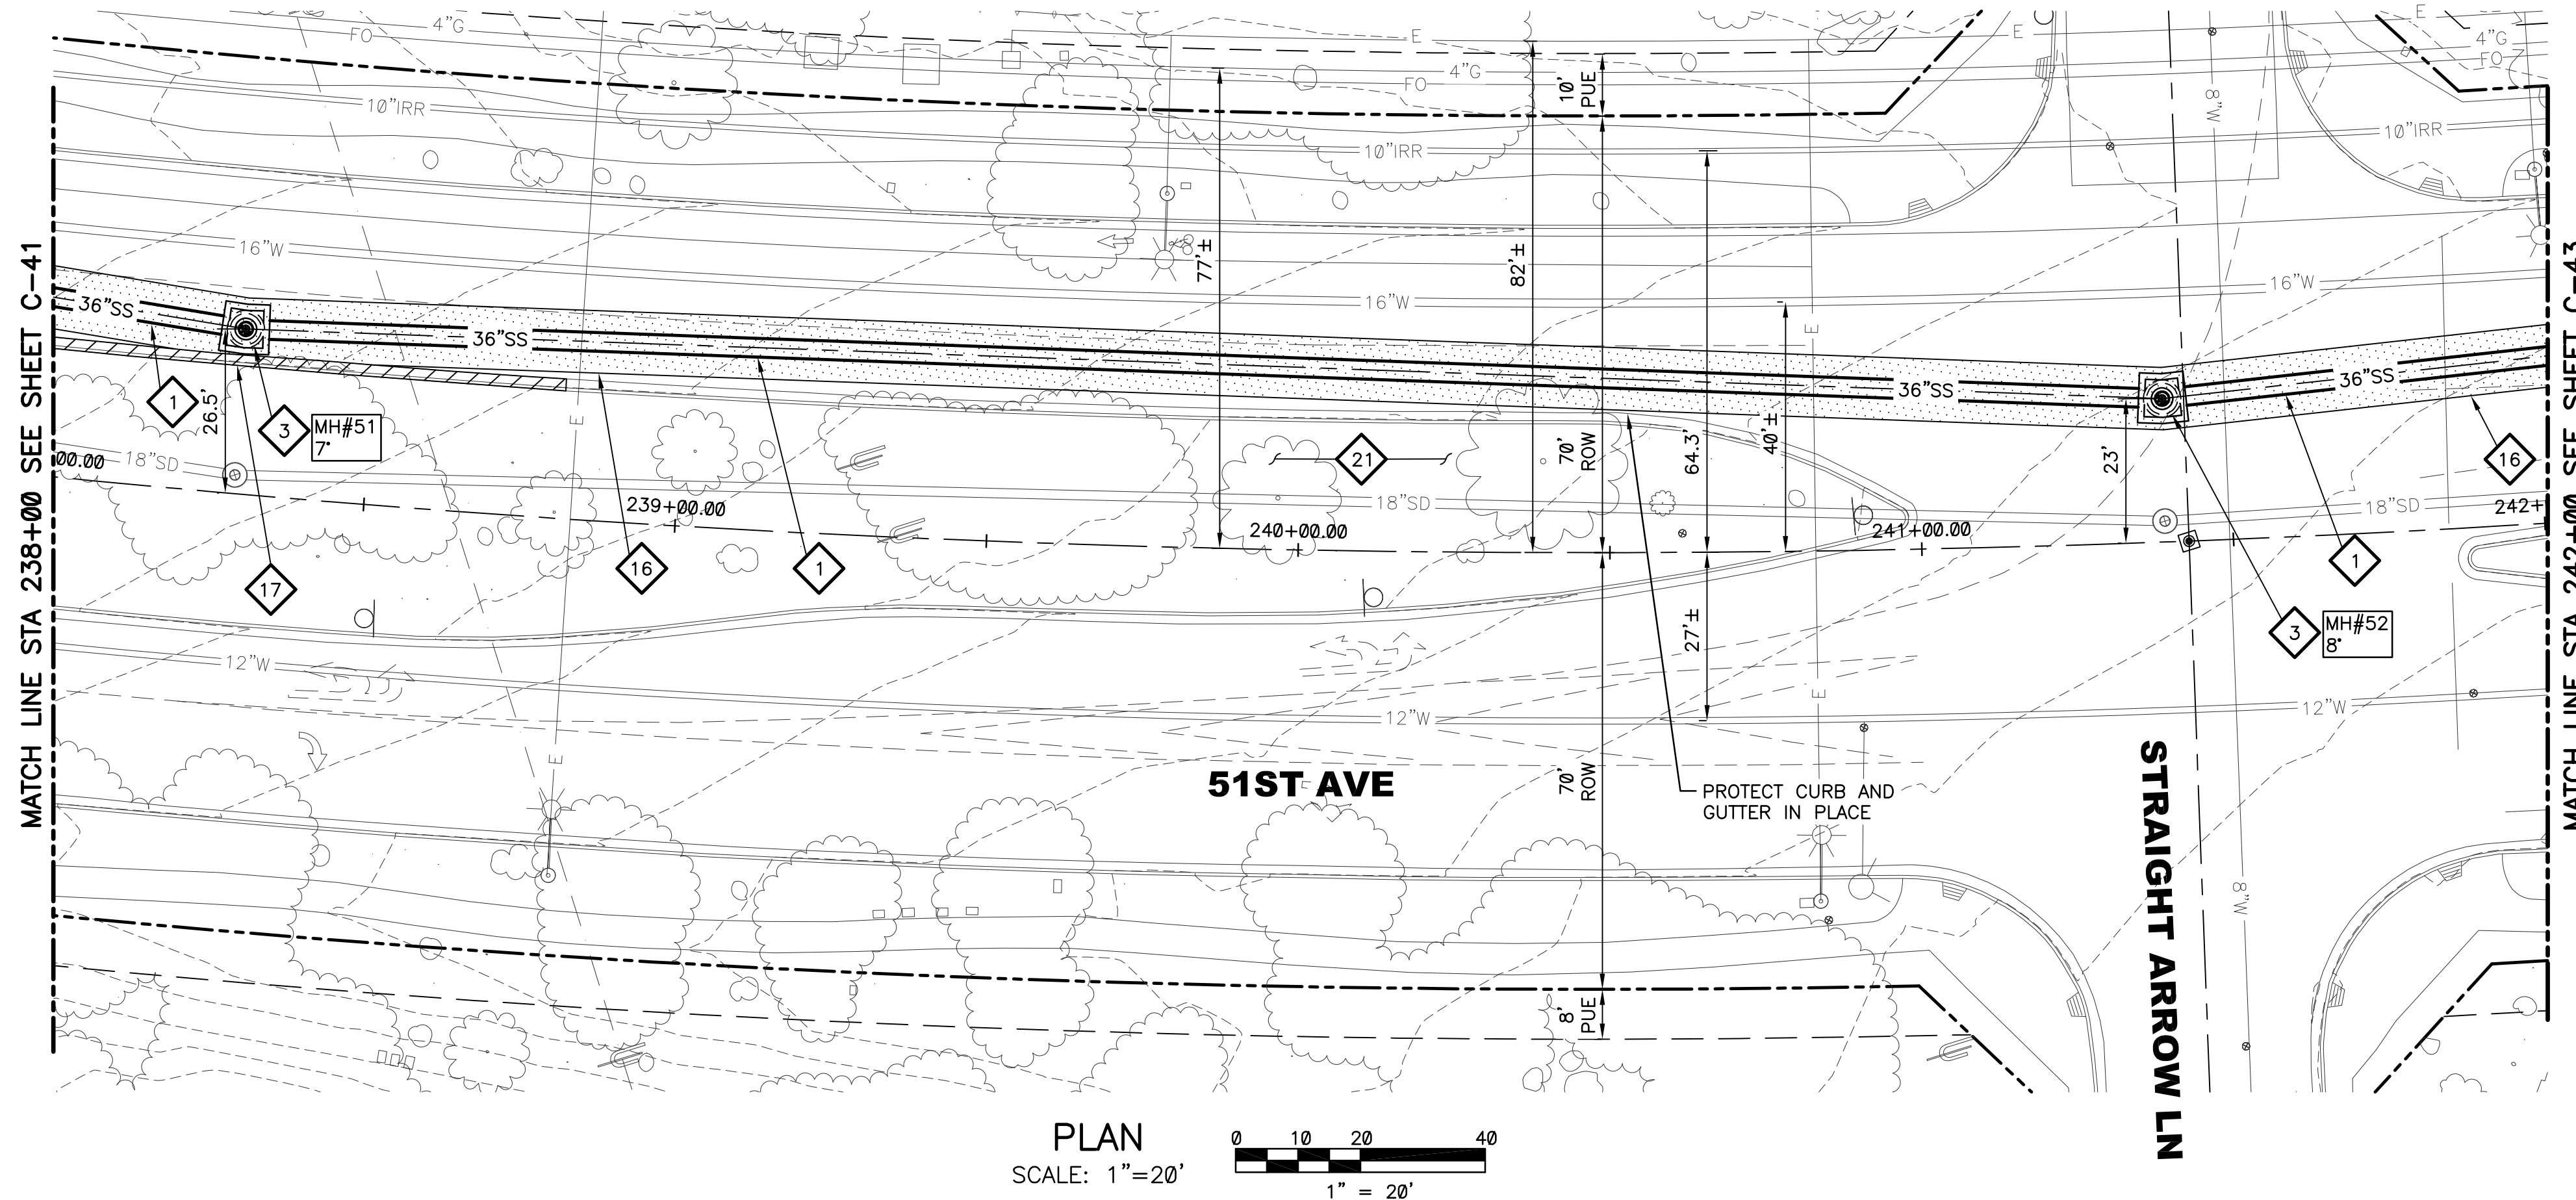 4"G
FO
E
E
E
4"G
FO
4"G
FO
10' PUE
8"W
10"IRR
10"IRR
10"IRR
MATCH LINE STA 238+00 SEE SHEET C-41
16"W
77'±
82'±
16"W
16"W
E
36"SS
36"SS
36"SS
36"SS
1
26.5'
3
MH#51
7°
E
00.00
18"SD
21
70' ROW
64.3'
40'±
23'
16
18"SD
239+00.00
240+00.00
241+00.00
18"SD
242+
17
16
1
1
3
MH#52
8°
27'±
12"W
12"W
12"W
E
E
51ST AVE
70' ROW
PROTECT CURB AND
GUTTER IN PLACE
STRAIGHT ARROW LN
8"W
8' PUE
MATCH LINE STA 242+00 SEE SHEET C-43
PLAN
SCALE: 1"=20'
0 10 20 40
1" = 20'